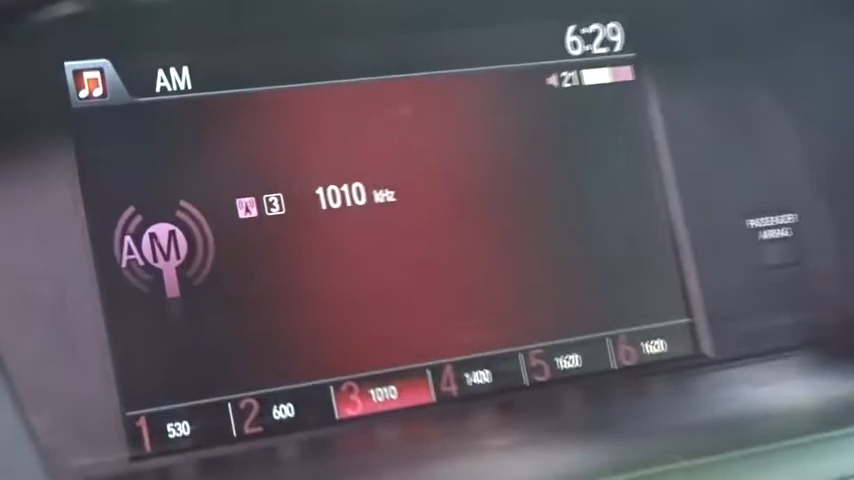 6:29
AM
21
3 1010 kHz
AM
PASSENGER
AIRBAG
1 530 2 600 3 1010 4 1400 5 1620 6 1620